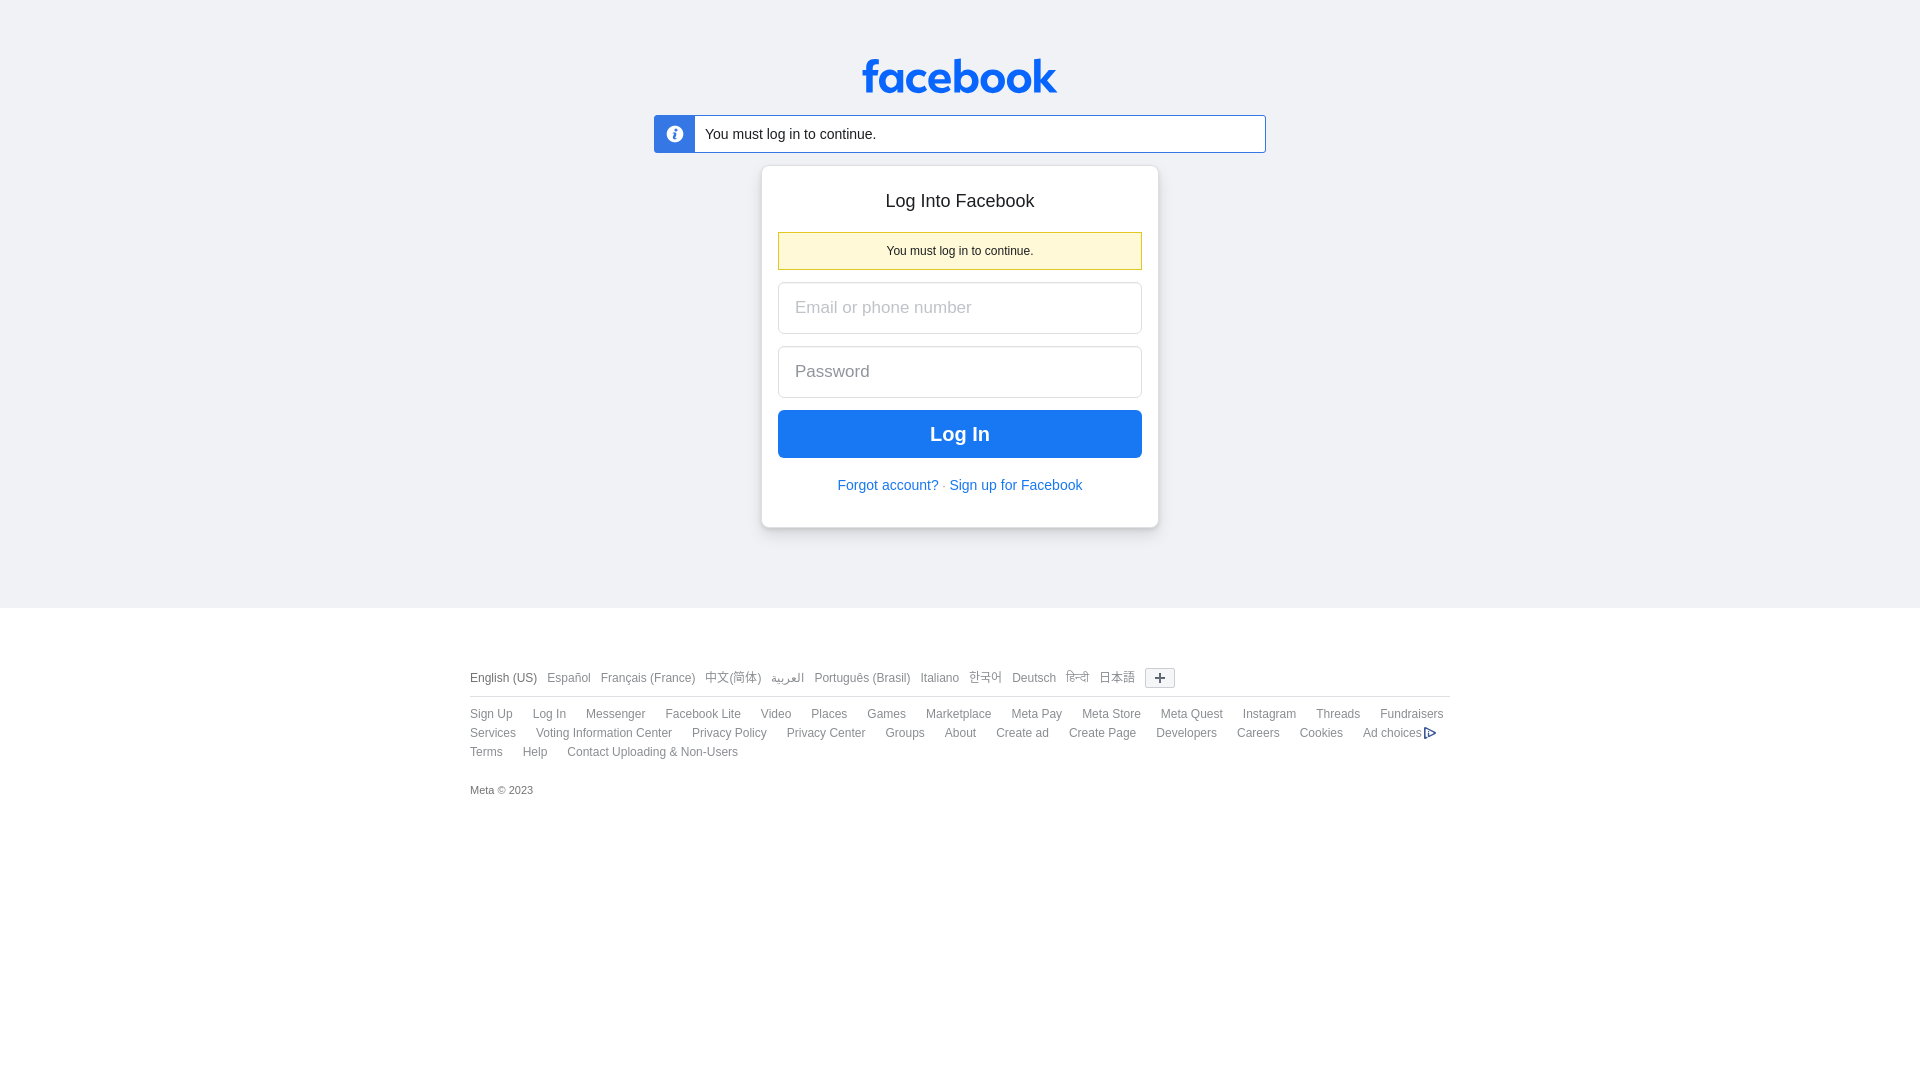 facebook
You must log in to continue.
Log Into Facebook
You must log in to continue.
Email or phone number
Password
Log In
Forgot account? · Sign up for Facebook
English (US) Español Français (France) 中文(简体) العربية Português (Brasil) Italiano 한국어 Deutsch हिन्दी 日本語
Sign Up Log In Messenger Facebook Lite Video Places Games Marketplace Meta Pay Meta Store Meta Quest Instagram Threads Fundraisers
Services Voting Information Center Privacy Policy Privacy Center Groups About Create ad Create Page Developers Careers Cookies Ad choices
Terms Help Contact Uploading & Non-Users
Meta © 2023